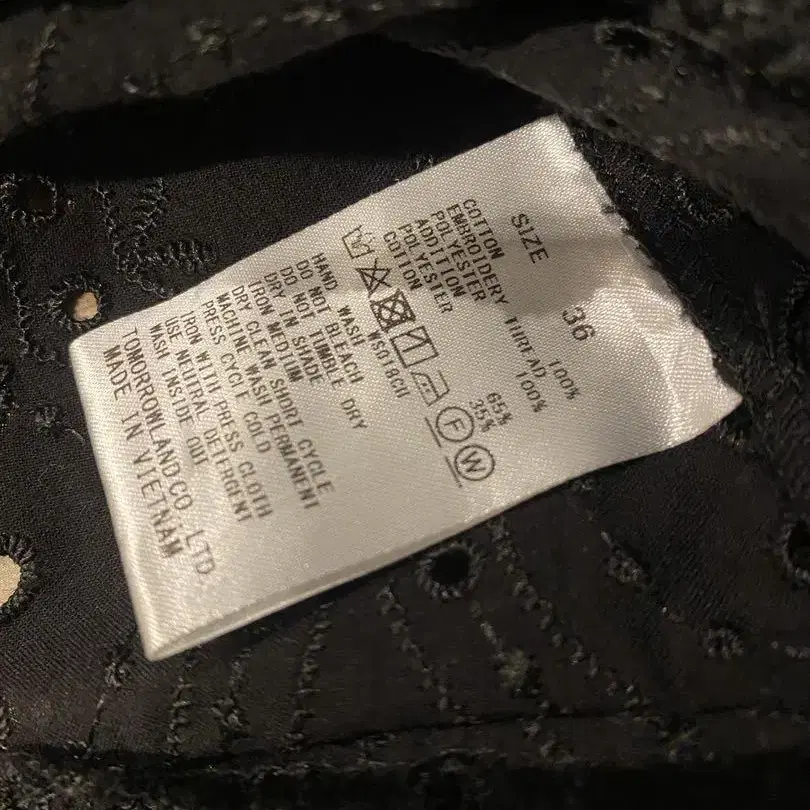 SIZE 36
COTTON 100%
EMBROIDERY THREAD
POLYESTER 100%
ADDITION
POLYESTER 65%
COTTON 35%
WS018CH
F W
HAND WASH
DO NOT BLEACH
DO NOT TUMBLE DRY
DRY IN SHADE
IRON MEDIUM
DRY CLEAN SHORT CYCLE
MACHINE WASH PERMANENT
PRESS CYCLE COLD
IRON WITH PRESS CLOTH
USE NEUTRAL DETERGENT
WASH INSIDE OUT
TOMORROWLAND CO.,LTD.
MADE IN VIETNAM